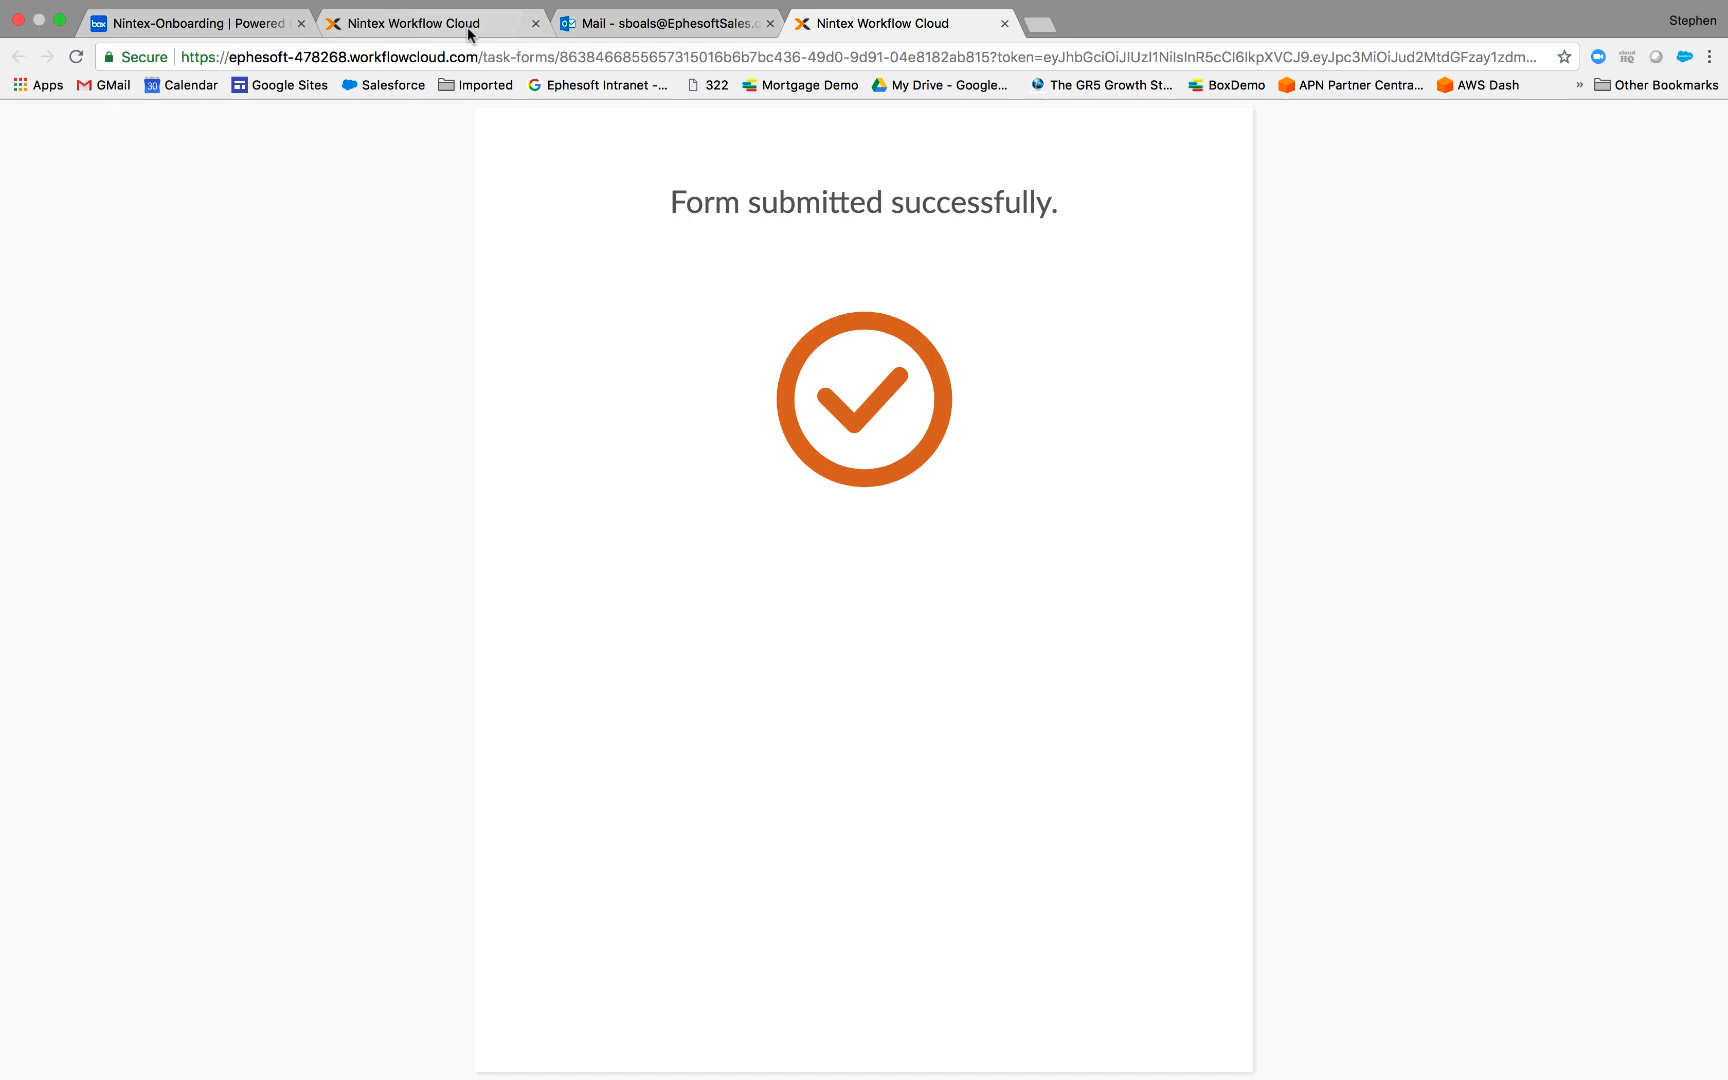 Nintex-Onboarding | Powered
Nintex Workflow Cloud
Mail - sboals@EphesoftSales.c
Nintex Workflow Cloud
Stephen
Secure
https://ephesoft-478268.workflowcloud.com/task-forms/8638466855657315016b6b7bc436-49d0-9d91-04e8182ab815?token=eyJhbGciOiJIUzI1NiIsInR5cCI6IkpXVCJ9.eyJpc3MiOiJud2MtdGFzay1zdm...
Apps
GMail
30 Calendar
Google Sites
Salesforce
Imported
Ephesoft Intranet -...
322
Mortgage Demo
My Drive - Google...
The GR5 Growth St...
BoxDemo
APN Partner Centra...
AWS Dash
»
Other Bookmarks
Form submitted successfully.